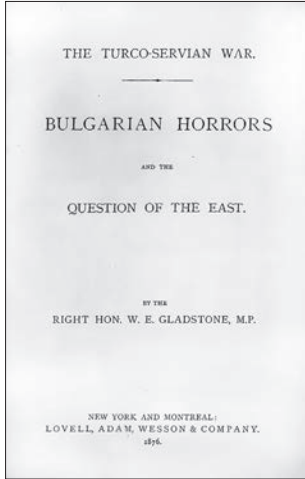 THE TURCO-SERVIAN WAR.
BULGARIAN HORRORS
AND THE
QUESTION OF THE EAST.
BY THE
RIGHT HON. W. E. GLADSTONE, M.P.
NEW YORK AND MONTREAL:
LOVELL, ADAM, WESSON & COMPANY.
1876.